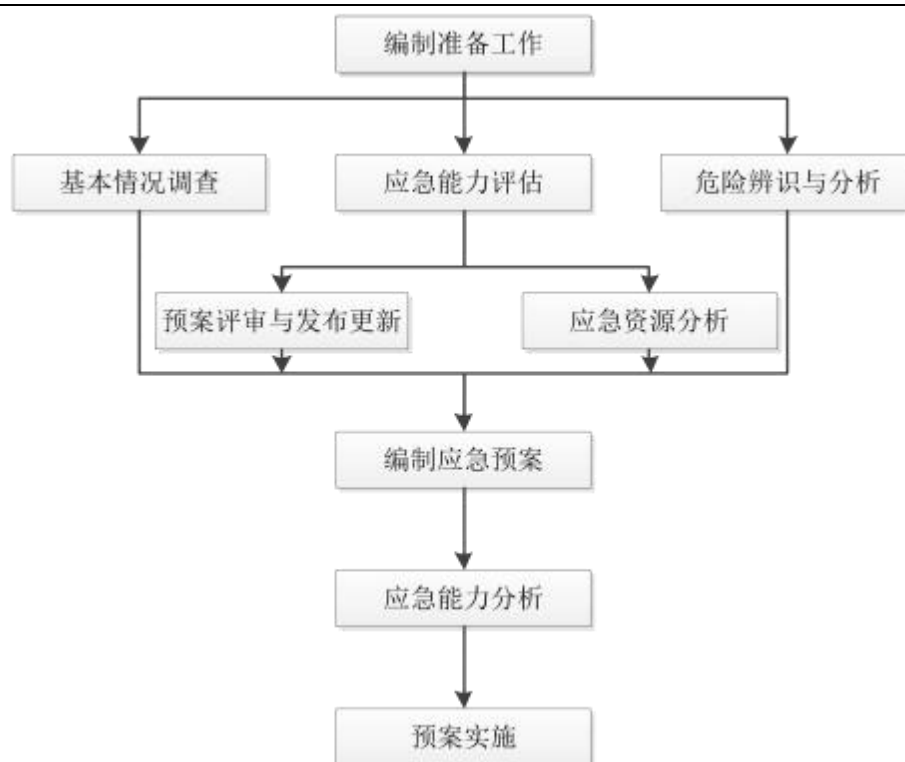 编制准备工作
基本情况调查
应急能力评估
危险辨识与分析
预案评审与发布更新
应急资源分析
编制应急预案
应急能力分析
预案实施